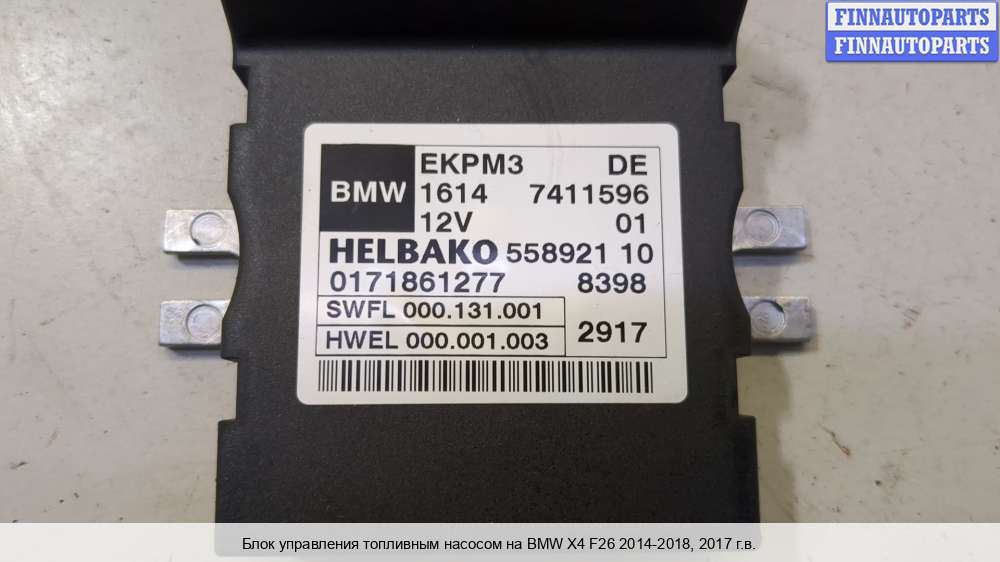 FINNAUTOPARTS
FINNAUTOPARTS
BMW
EKPM3 DE
1614 7411596
12V 01
HELBAKO 558921 10
0171861277 8398
SWFL 000.131.001
HWEL 000.001.003
2917
Блок управления топливным насосом на BMW X4 F26 2014-2018, 2017 г.в.